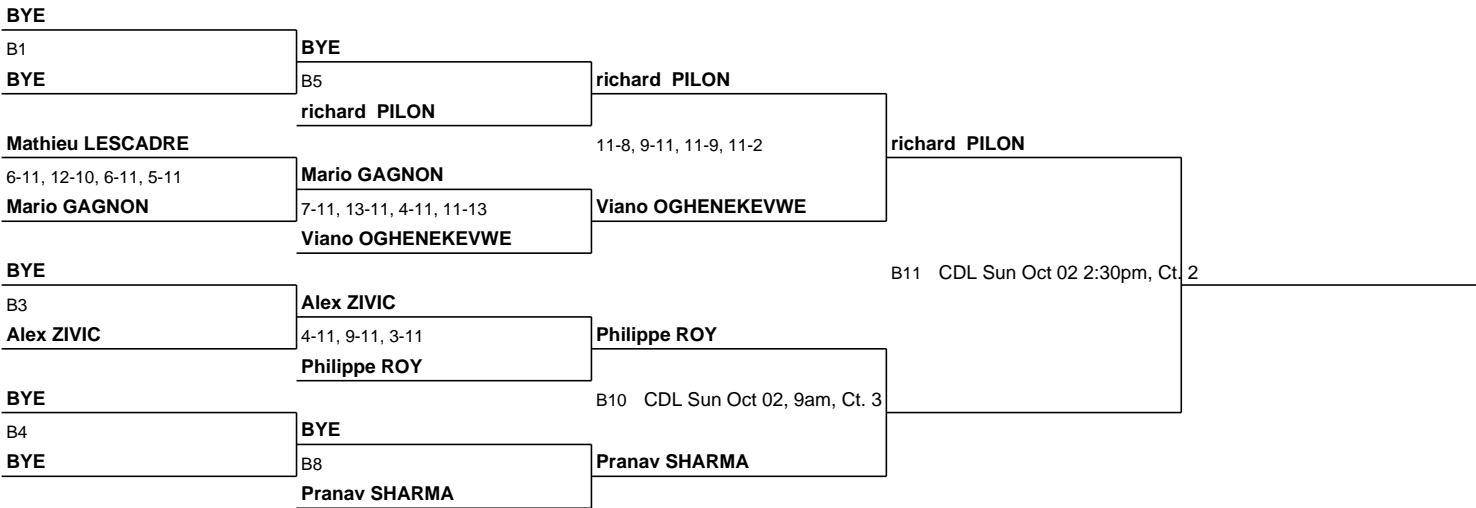 BYE
B1
BYE
BYE
B5
richard PILON
richard PILON
Mathieu LESCADRE
6-11, 12-10, 6-11, 5-11
Mario GAGNON
Mario GAGNON
7-11, 13-11, 4-11, 11-13
Viano OGHENEKEVWE
11-8, 9-11, 11-9, 11-2
Viano OGHENEKEVWE
richard PILON
BYE
B3
Alex ZIVIC
Alex ZIVIC
4-11, 9-11, 3-11
Philippe ROY
Philippe ROY
B11 CDL Sun Oct 02 2:30pm, Ct. 2
BYE
B4
BYE
BYE
B8
Pranav SHARMA
B10 CDL Sun Oct 02, 9am, Ct. 3
Pranav SHARMA